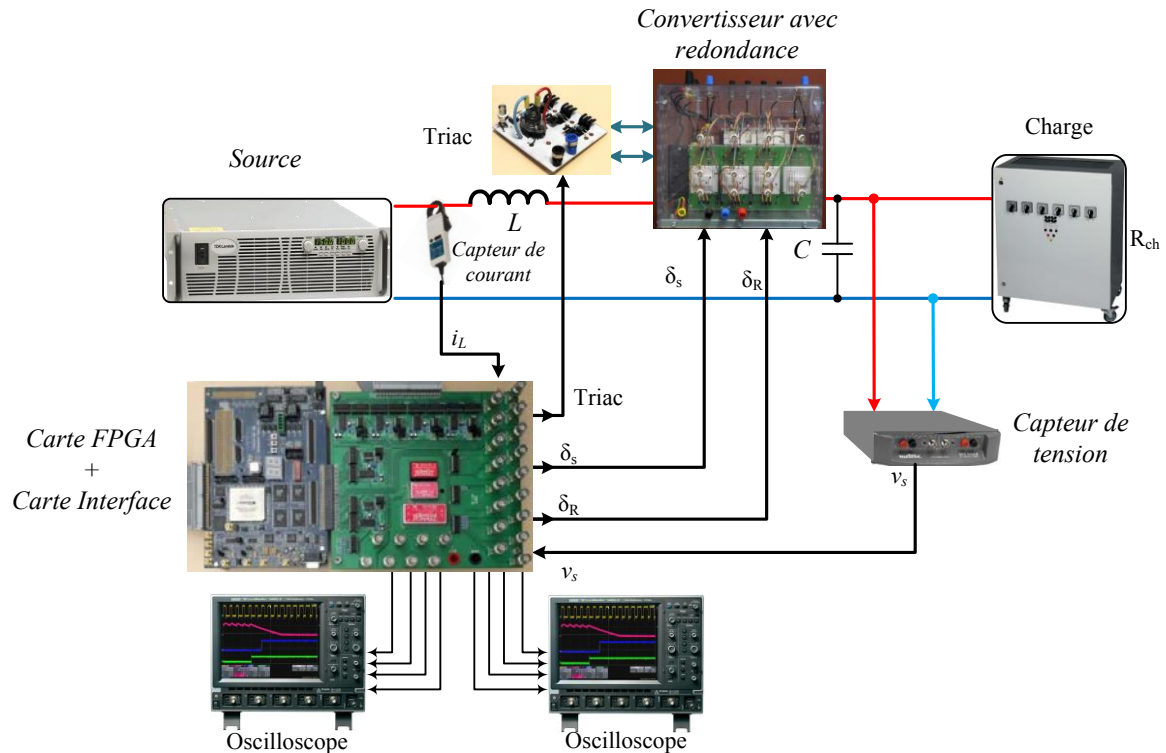 Convertisseur avec
redondance
Triac
Charge
Source
L
Capteur de
courant
C
R_ch
δ_s
δ_R
i_L
Triac
Carte FPGA
+
Carte Interface
δ_s
δ_R
Capteur de
tension
v_s
v_s
Oscilloscope
Oscilloscope